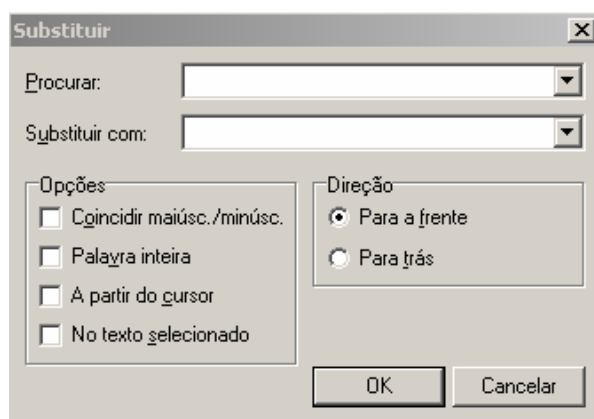 Substituir
Procurar:
Substituir com:
Opções
Coincidir maiúsc./minúsc.
Palavra inteira
A partir do cursor
No texto selecionado
Direção
Para a frente
Para trás
OK
Cancelar